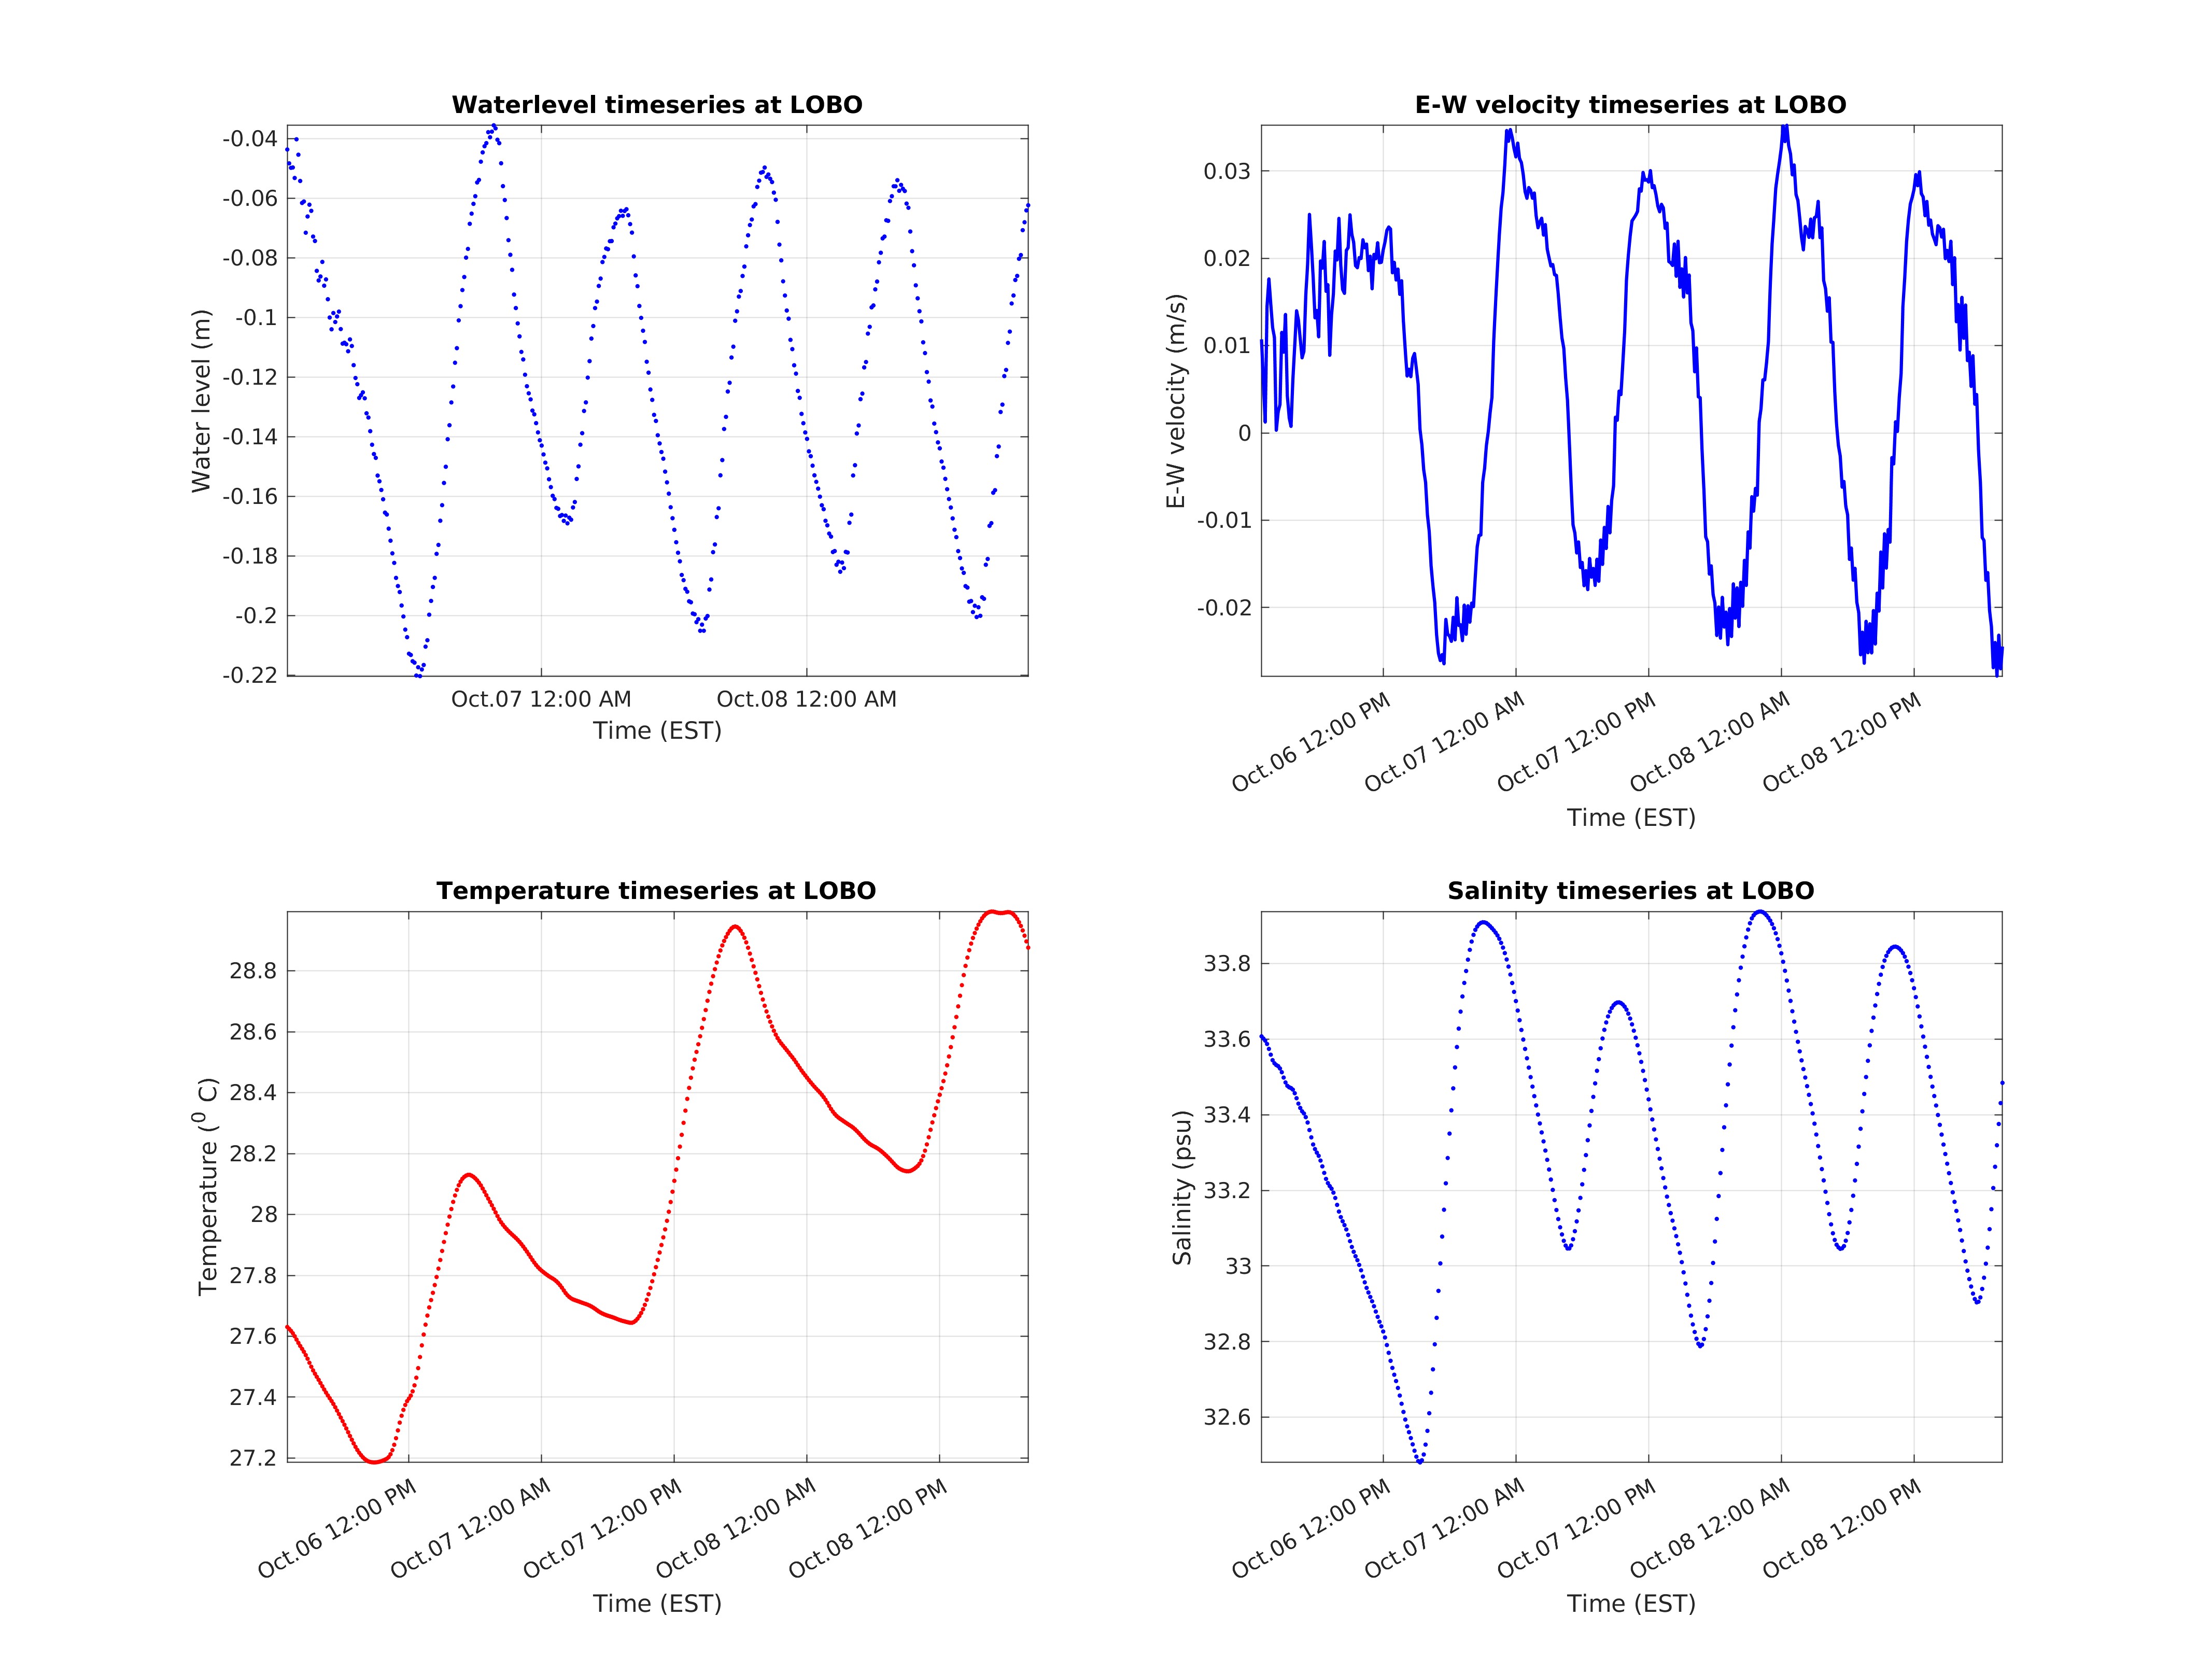 Waterlevel timeseries at LOBO
-0.04
-0.06
-0.08
-0.1
-0.12
-0.14
-0.16
-0.18
-0.2
-0.22
Water level (m)
Oct.07 12:00 AM
Oct.08 12:00 AM
Time (EST)
E-W velocity timeseries at LOBO
0.03
0.02
0.01
0
-0.01
-0.02
E-W velocity (m/s)
Oct.06 12:00 PM
Oct.07 12:00 AM
Oct.07 12:00 PM
Oct.08 12:00 AM
Oct.08 12:00 PM
Time (EST)
Temperature timeseries at LOBO
28.8
28.6
28.4
28.2
28
27.8
27.6
27.4
27.2
Temperature (⁰ C)
Oct.06 12:00 PM
Oct.07 12:00 AM
Oct.07 12:00 PM
Oct.08 12:00 AM
Oct.08 12:00 PM
Time (EST)
Salinity timeseries at LOBO
33.8
33.6
33.4
33.2
33
32.8
32.6
Salinity (psu)
Oct.06 12:00 PM
Oct.07 12:00 AM
Oct.07 12:00 PM
Oct.08 12:00 AM
Oct.08 12:00 PM
Time (EST)